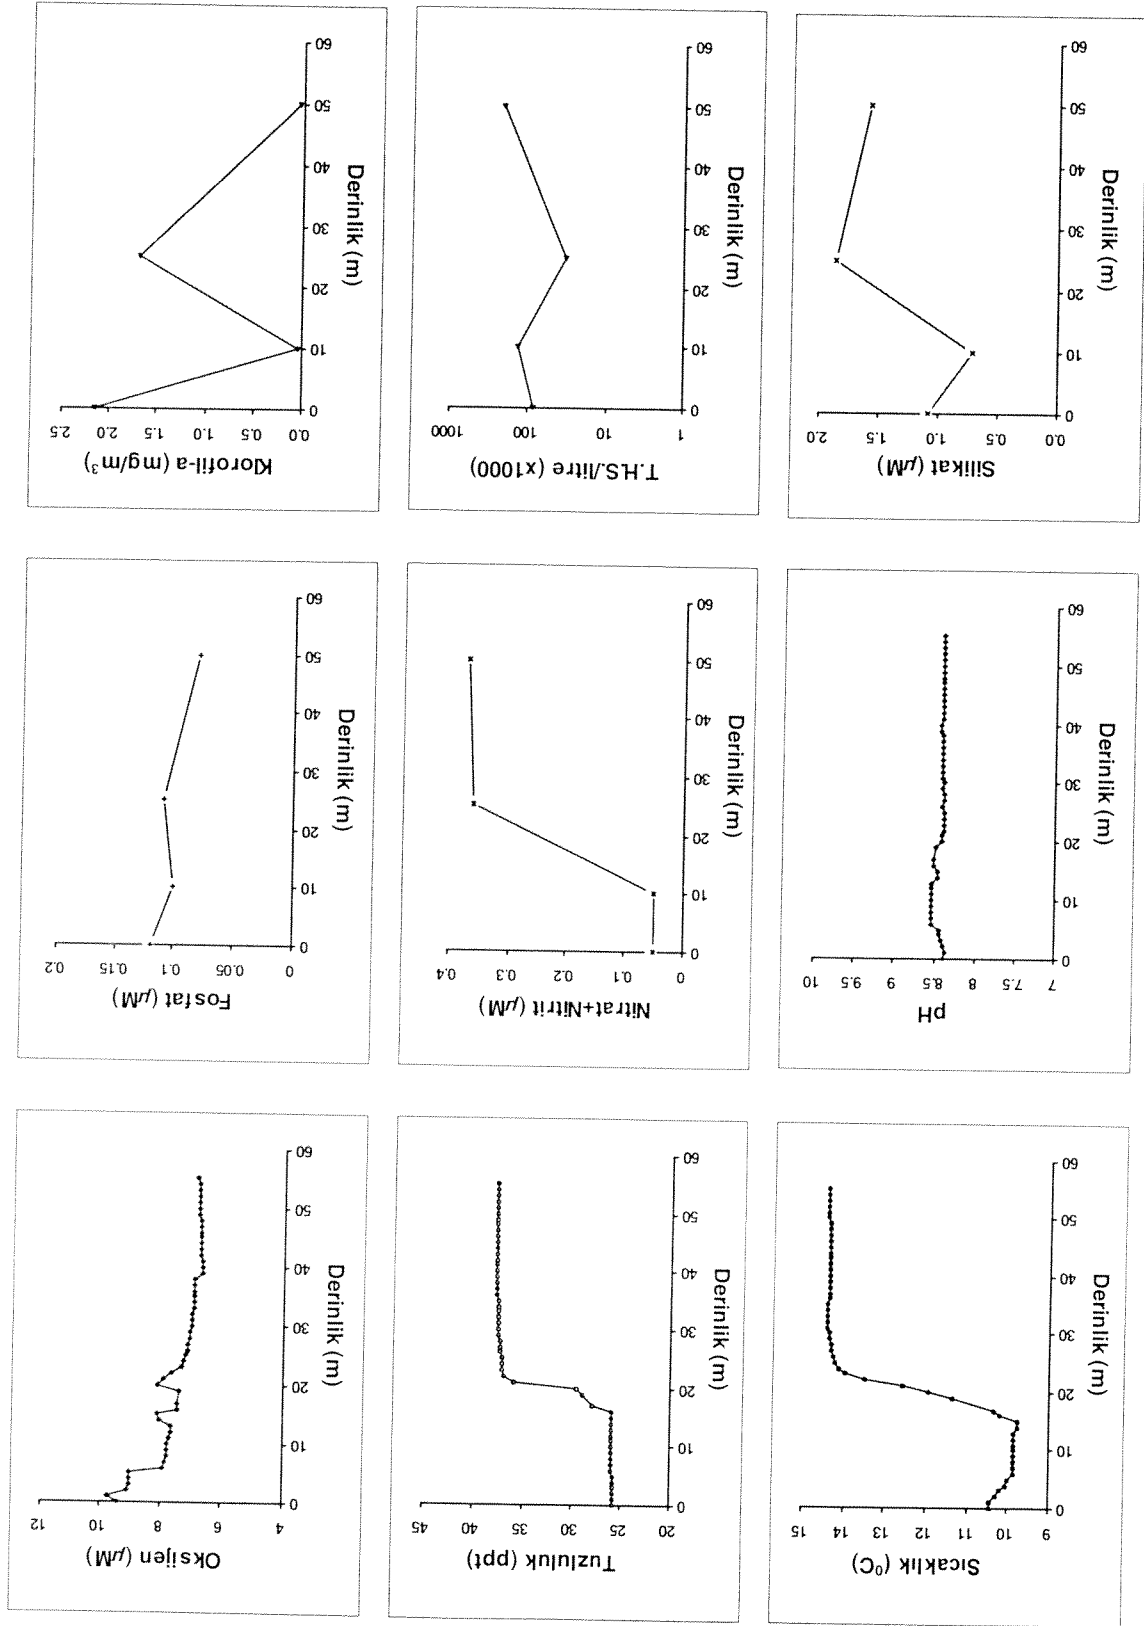 Sıcaklık (⁰C)
9 10 11 12 13 14 15
0
10
20
30
40
50
60
Derinlik (m)
Tuzluluk (ppt)
20 25 30 35 40 45
0
10
20
30
40
50
60
Derinlik (m)
Oksijen (µM)
4 6 8 10 12
0
10
20
30
40
50
60
Derinlik (m)
pH
7 7.5 8 8.5 9 9.5 10
0
10
20
30
40
50
60
Derinlik (m)
Nitrat+Nitrit (µM)
0 0.1 0.2 0.3 0.4
0
10
20
30
40
50
60
Derinlik (m)
Fosfat (µM)
0 0.05 0.1 0.15 0.2
0
10
20
30
40
50
60
Derinlik (m)
Silikat (µM)
0.0 0.5 1.0 1.5 2.0
0
10
20
30
40
50
60
Derinlik (m)
T.H.S./litre (x1000)
1 10 100 1000
0
10
20
30
40
50
60
Derinlik (m)
Klorofil-a (mg/m³)
0.0 0.5 1.0 1.5 2.0 2.5
0
10
20
30
40
50
60
Derinlik (m)